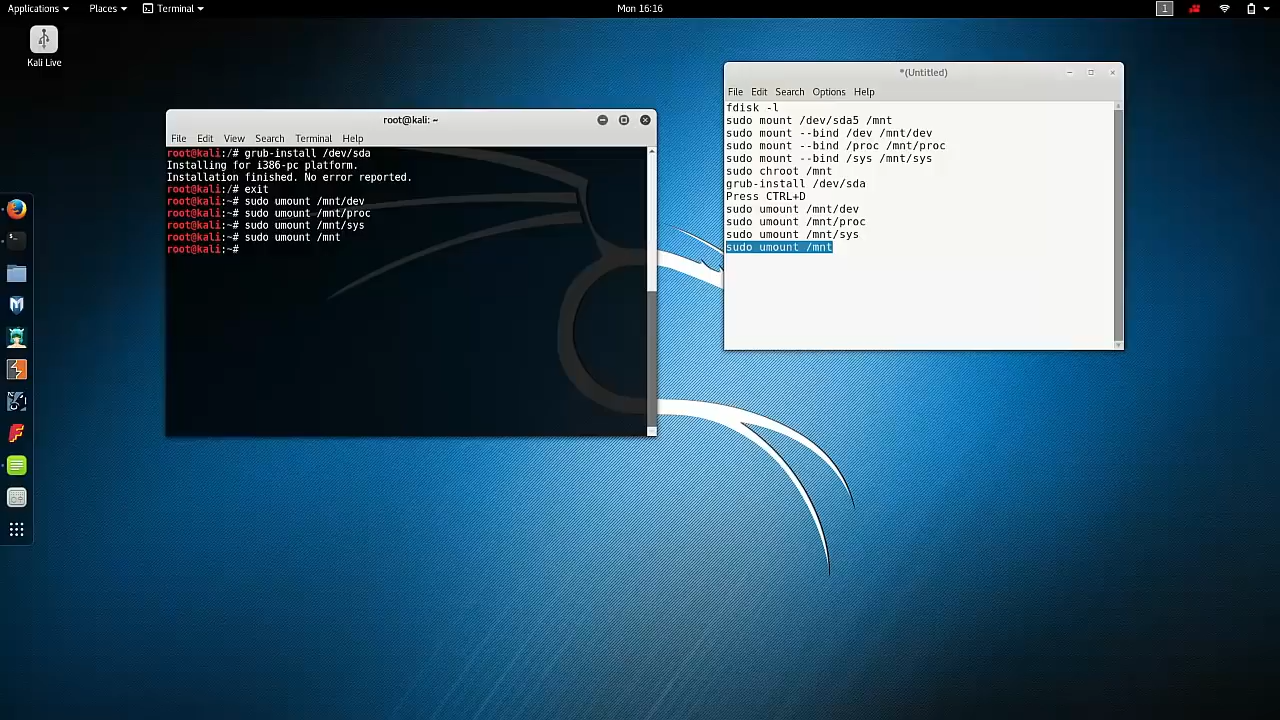 Applications
Places
Terminal
Mon 16:16
1
Kali Live
root@kali: ~
File Edit View Search Terminal Help
root@kali:/# grub-install /dev/sda
Installing for i386-pc platform.
Installation finished. No error reported.
root@kali:/# exit
root@kali:~# sudo umount /mnt/dev
root@kali:~# sudo umount /mnt/proc
root@kali:~# sudo umount /mnt/sys
root@kali:~# sudo umount /mnt
root@kali:~#
*(Untitled)
File Edit Search Options Help
fdisk -l
sudo mount /dev/sda5 /mnt
sudo mount --bind /dev /mnt/dev
sudo mount --bind /proc /mnt/proc
sudo mount --bind /sys /mnt/sys
sudo chroot /mnt
grub-install /dev/sda
Press CTRL+D
sudo umount /mnt/dev
sudo umount /mnt/proc
sudo umount /mnt/sys
sudo umount /mnt